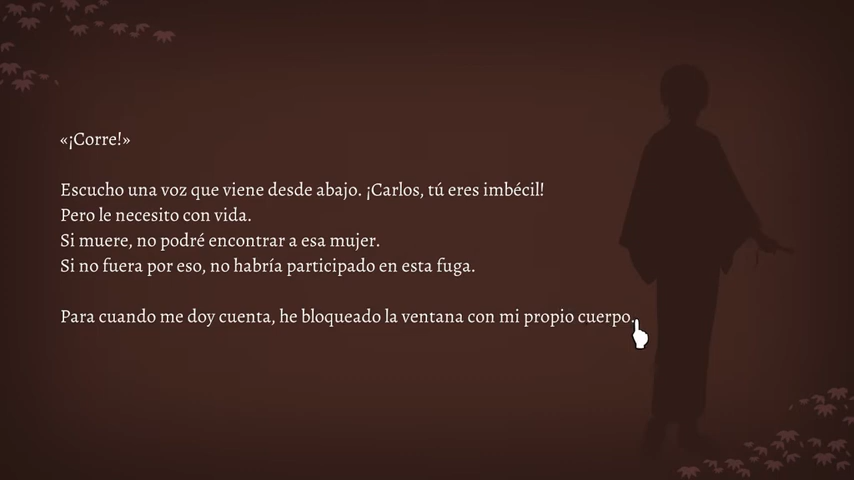 «¡Corre!»
Escucho una voz que viene desde abajo. ¡Carlos, tú eres imbécil!
Pero le necesito con vida.
Si muere, no podré encontrar a esa mujer.
Si no fuera por eso, no habría participado en esta fuga.
Para cuando me doy cuenta, he bloqueado la ventana con mi propio cuerpo.